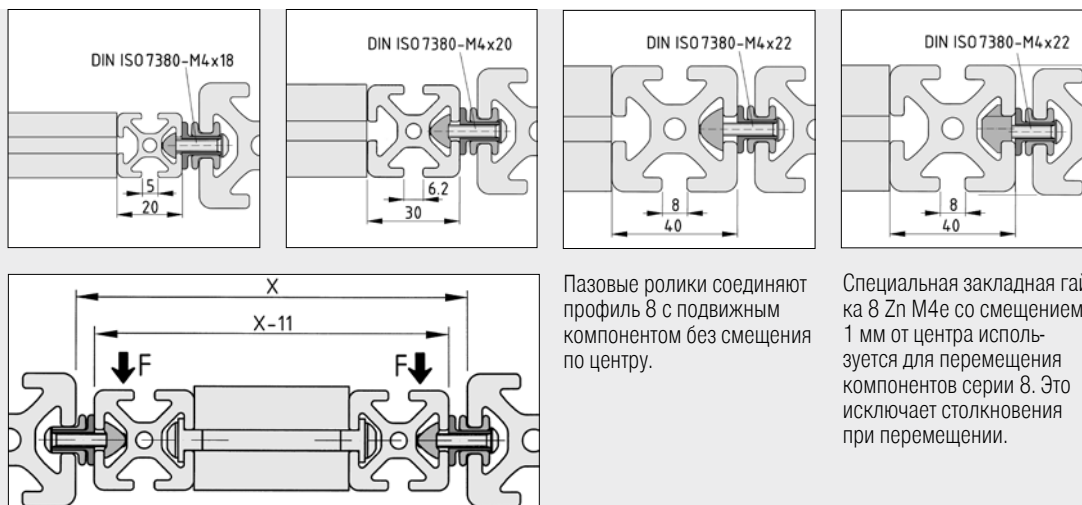 DIN ISO 7380-M4x18
5
20
DIN ISO 7380-M4x20
6.2
30
DIN ISO 7380-M4x22
8
40
DIN ISO 7380-M4x22
8
40
X
X-11
F
F
Пазовые ролики соединяют
профиль 8 с подвижным
компонентом без смещения
по центру.
Специальная закладная гай
ка 8 Zn M4e со смещением
1 мм от центра исполь-
зуется для перемещения
компонентов серии 8. Это
исключает столкновения
при перемещении.